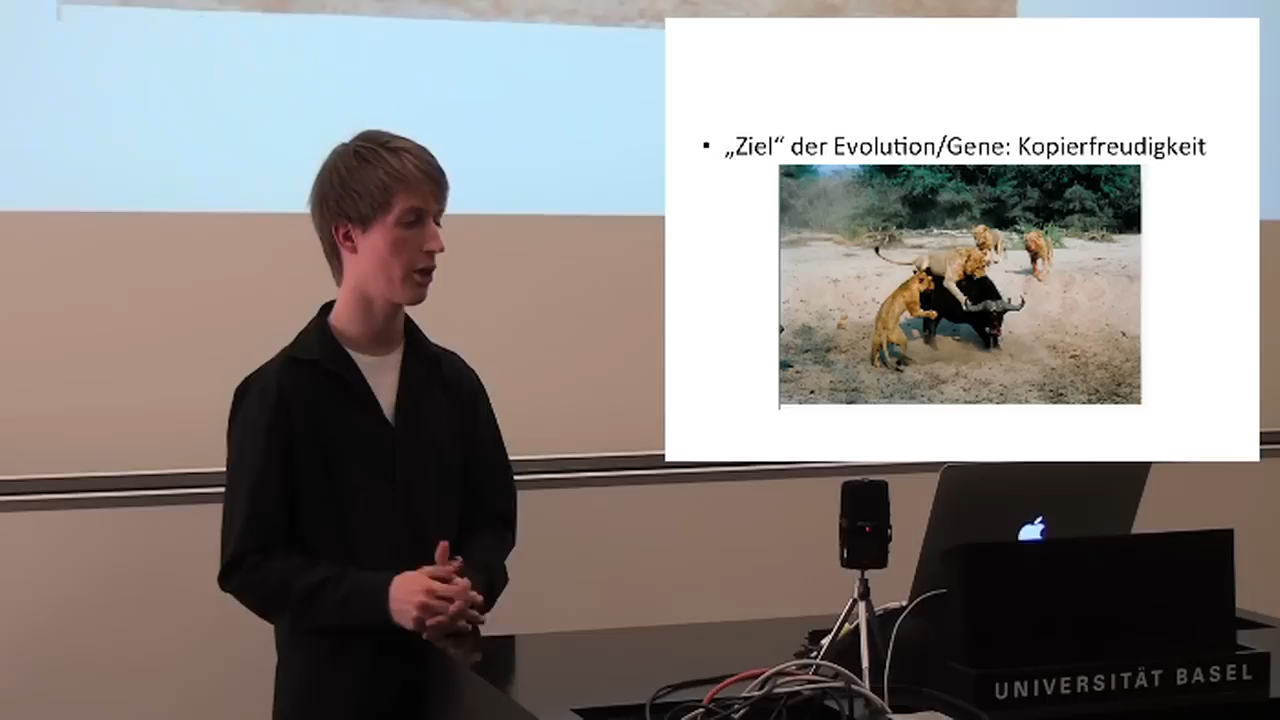 ▪ „Ziel“ der Evolution/Gene: Kopierfreudigkeit
UNIVERSITÄT BASEL